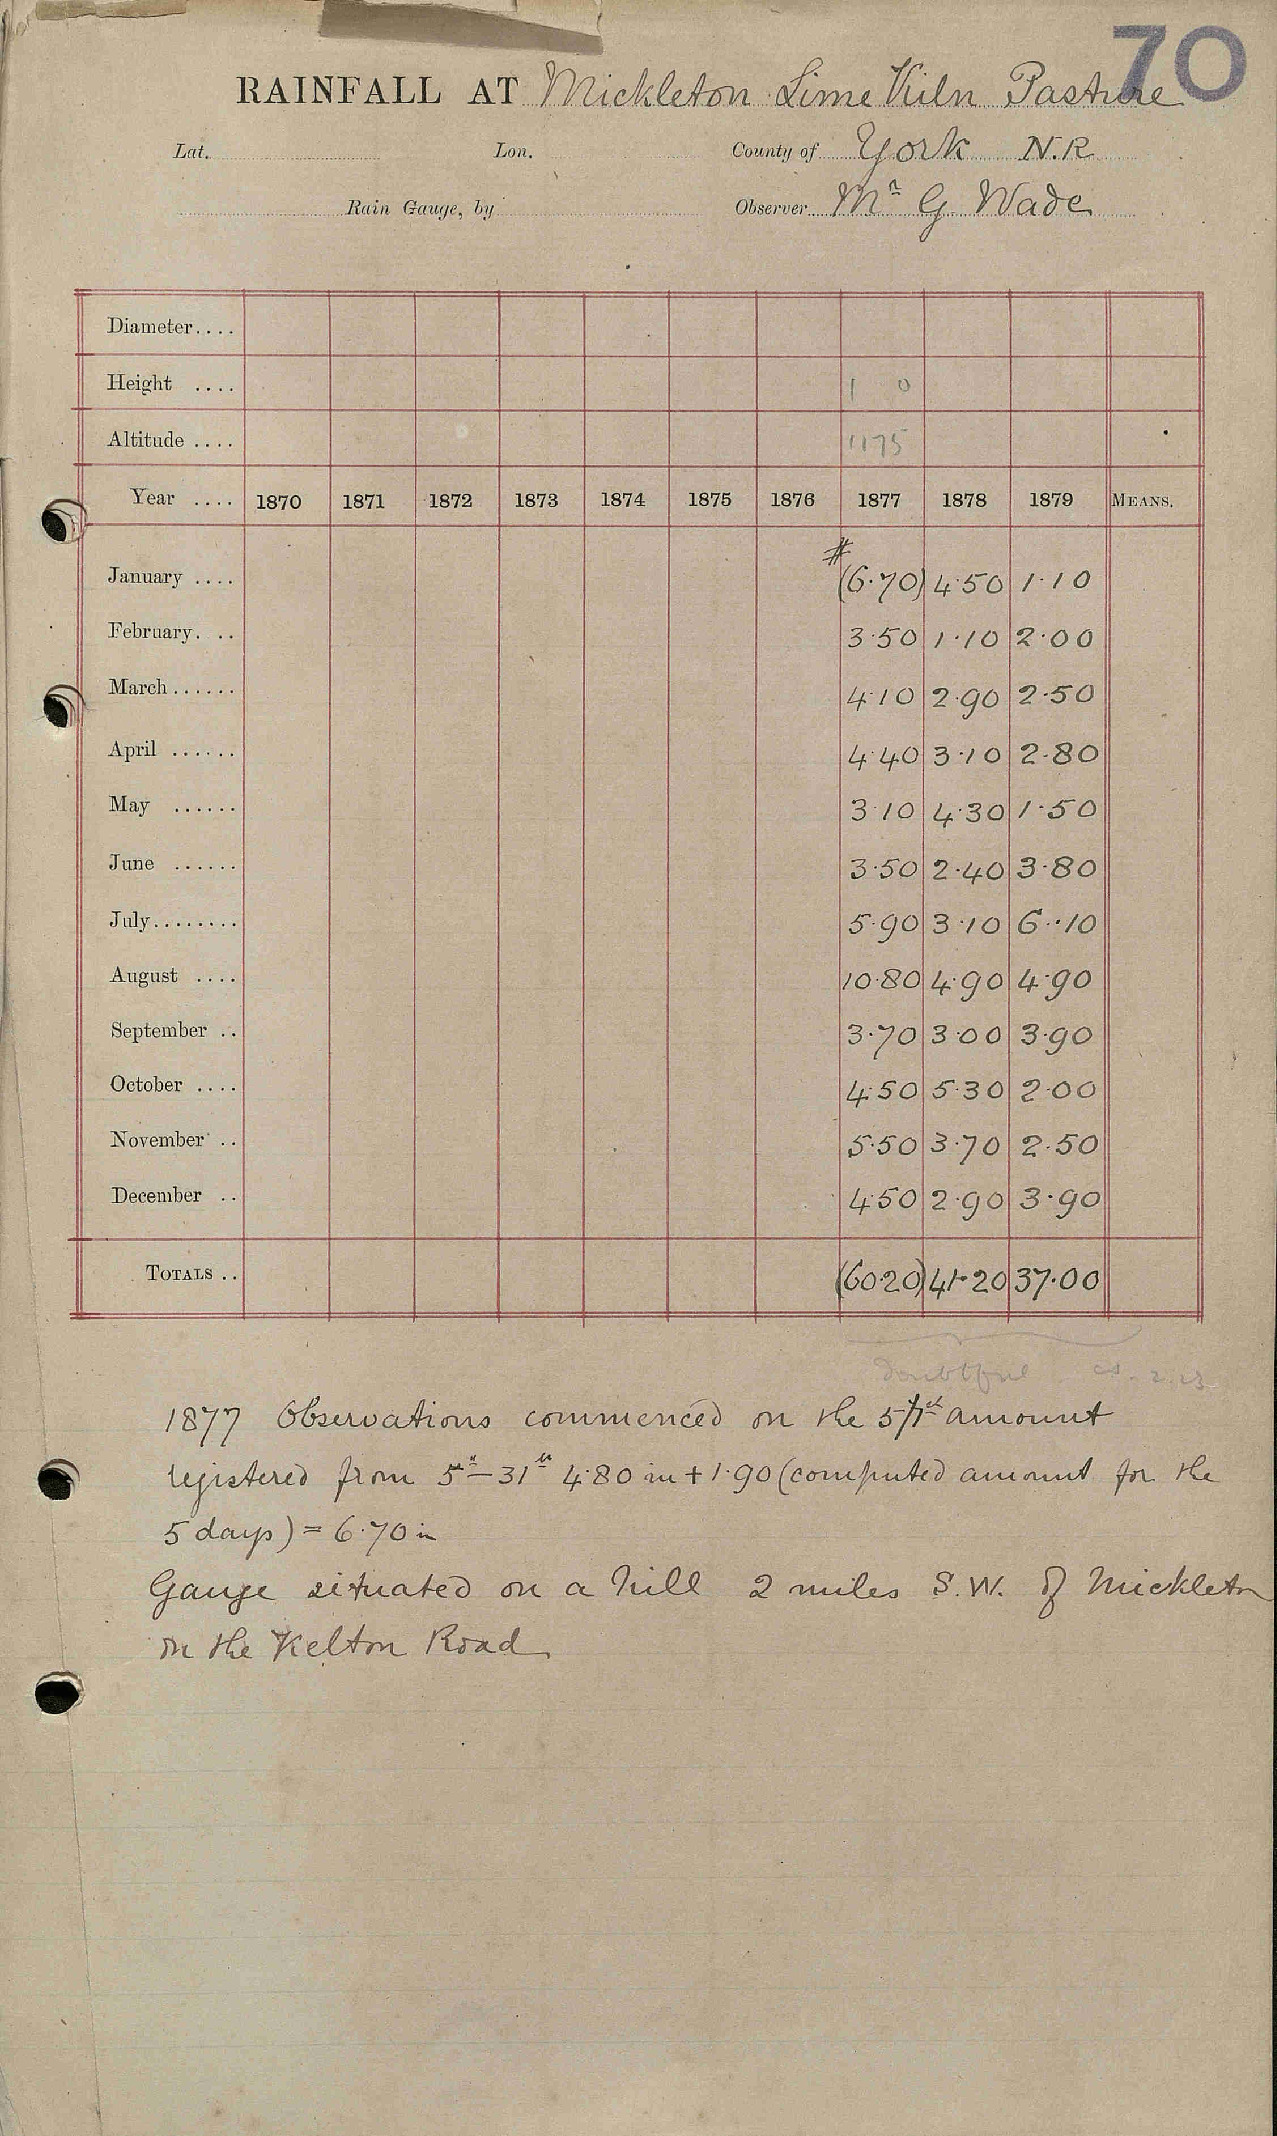 70
RAINFALL AT Mickleton Lime Kiln Pasture
Lat. Lon. County of York N.R
Rain Gauge, by Observer Mr G Wade
Diameter....
Height .... 1 0
Altitude .... 1175
Year .... 1870 1871 1872 1873 1874 1875 1876 1877 1878 1879 MEANS.
#
January .... (6.70) 4.50 1.10
February. .. 3.50 1.10 2.00
March...... 4.10 2.90 2.50
April ...... 4.40 3.10 2.80
May ...... 3.10 4.30 1.50
June ...... 3.50 2.40 3.80
July........ 5.90 3.10 6.10
August .... 10.80 4.90 4.90
September .. 3.70 3.00 3.90
October .... 4.50 5.30 2.00
November .. 5.50 3.70 2.50
December .. 4.50 2.90 3.90
TOTALS .. (60.20) 41.20 37.00
Doubtful
1877 Observations commenced on the amount
registered from 5th - 31st 4.80 in + 1.90 (computed amount for the
5 days) = 6.70 in
Gauge situated on a hill 2 miles S.W. of Mickleton
on the Kelton Road